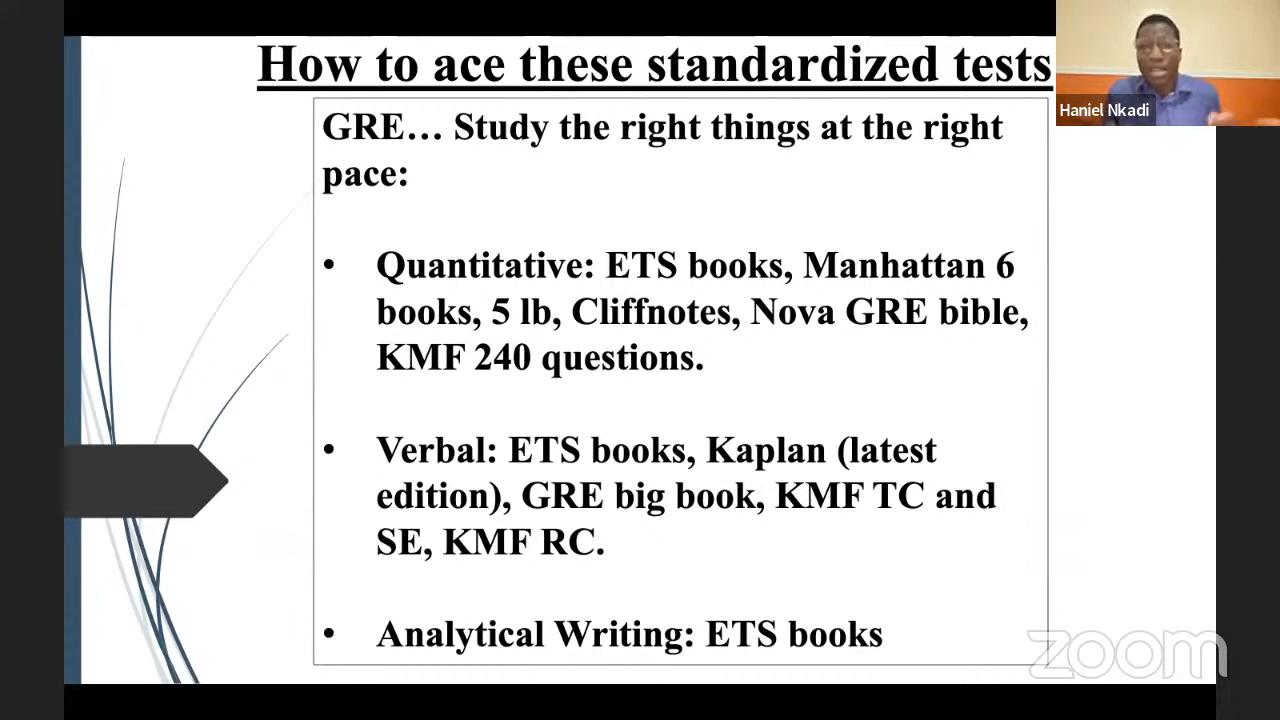 How to ace these standardized tests
Haniel Nkadi
GRE… Study the right things at the right
pace:
• Quantitative: ETS books, Manhattan 6
books, 5 lb, Cliffnotes, Nova GRE bible,
KMF 240 questions.
• Verbal: ETS books, Kaplan (latest
edition), GRE big book, KMF TC and
SE, KMF RC.
• Analytical Writing: ETS books
zoom